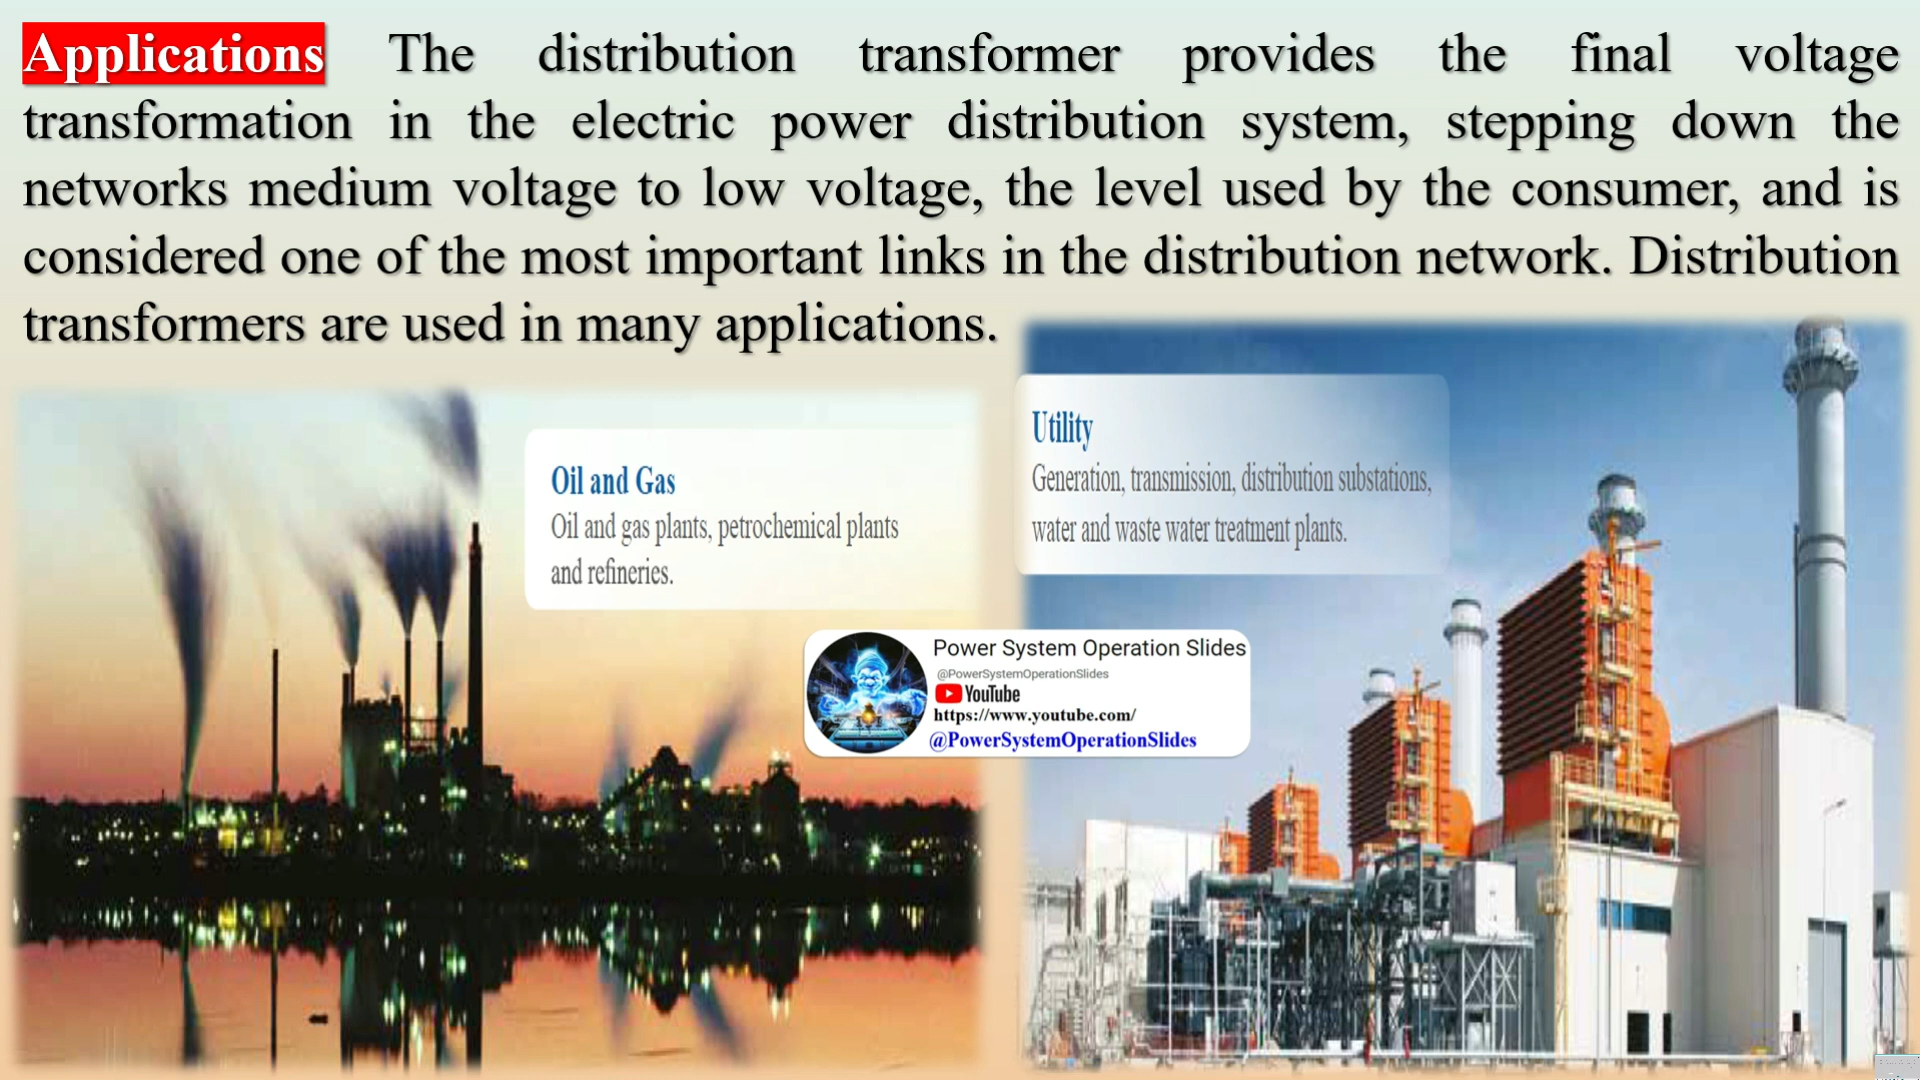 Applications The distribution transformer provides the final voltage
transformation in the electric power distribution system, stepping down the
networks medium voltage to low voltage, the level used by the consumer, and is
considered one of the most important links in the distribution network. Distribution
transformers are used in many applications.
Oil and Gas
Oil and gas plants, petrochemical plants
and refineries.
Utility
Generation, transmission, distribution substations,
water and waste water treatment plants.
Power System Operation Slides
@PowerSystemOperationSlides
YouTube
https://www.youtube.com/
@PowerSystemOperationSlides